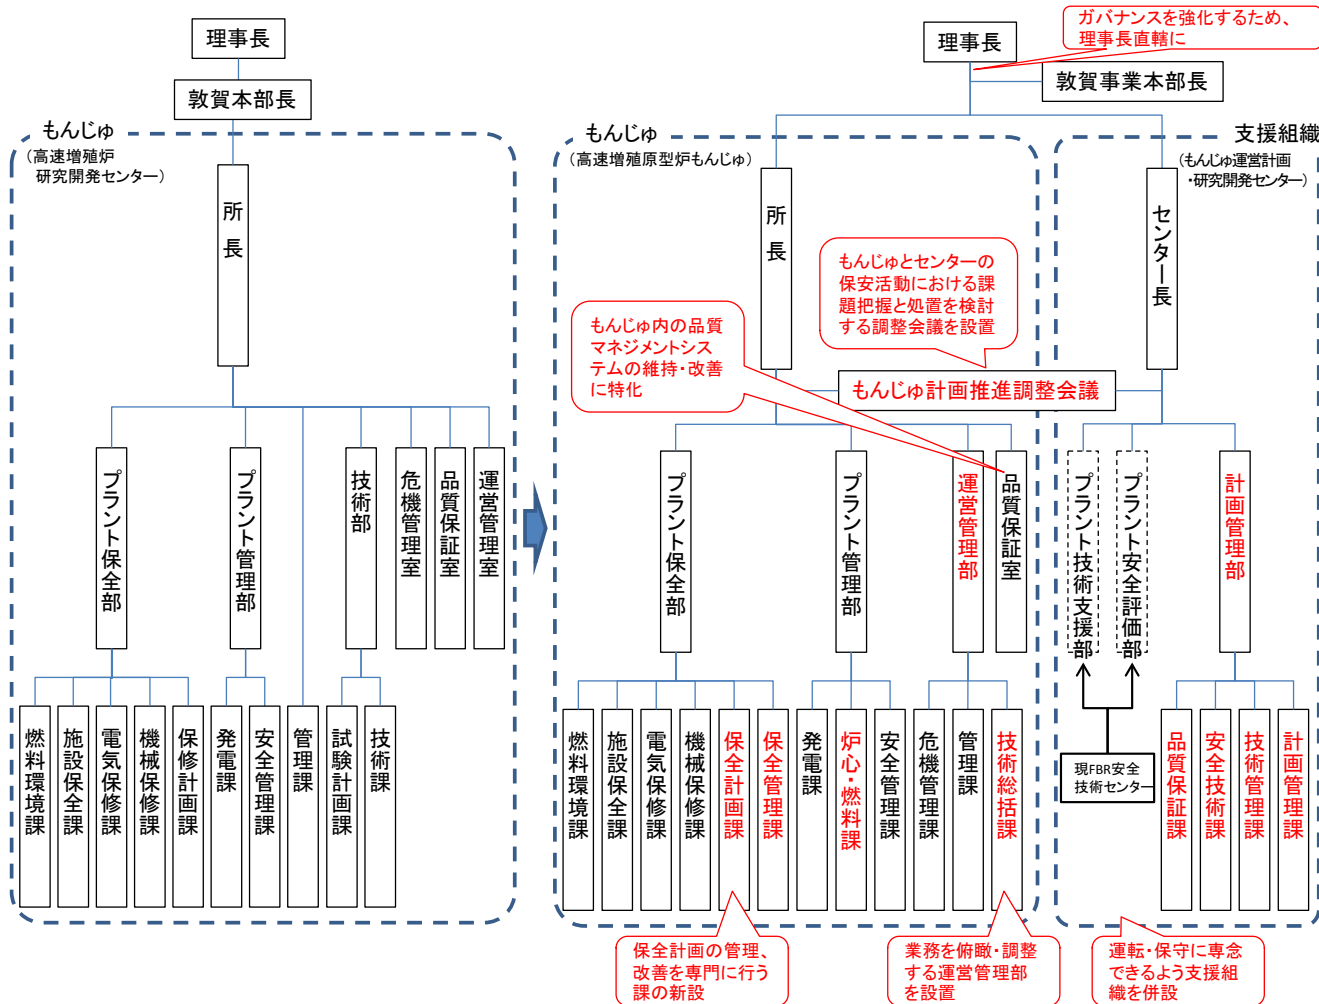 理事長
敦賀本部長
もんじゅ
（高速増殖炉
研究開発センター）
所長
プラント保全部
プラント管理部
技術部
危機管理室
品質保証室
運営管理室
燃料環境課
施設保全課
電気保修課
機械保修課
保修計画課
発電課
安全管理課
管理課
試験計画課
技術課
ガバナンスを強化するため、
理事長直轄に
理事長
敦賀事業本部長
もんじゅ
（高速増殖原型炉もんじゅ）
支援組織
（もんじゅ運営計画
・研究開発センター）
所長
センター長
もんじゅとセンターの
保安活動における課
題把握と処置を検討
する調整会議を設置
もんじゅ内の品質
マネジメントシス
テムの維持・改善
に特化
もんじゅ計画推進調整会議
プラント保全部
プラント管理部
運営管理部
品質保証室
プラント技術支援部
プラント安全評価部
計画管理部
燃料環境課
施設保全課
電気保修課
機械保修課
保全計画課
保全管理課
発電課
炉心・燃料課
安全管理課
危機管理課
管理課
技術総括課
現FBR安全
技術センター
品質保証課
安全技術課
技術管理課
計画管理課
保全計画の管理、
改善を専門に行う
課の新設
業務を俯瞰・調整
する運営管理部
を設置
運転・保守に専念
できるよう支援組
織を併設